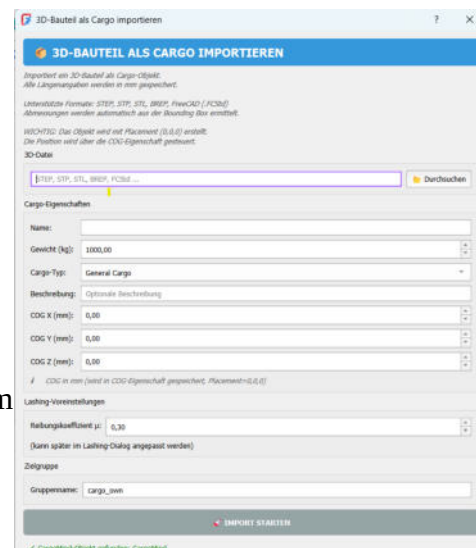 3D-Bauteil als Cargo importieren ? ×
3D-BAUTEIL ALS CARGO IMPORTIEREN
Importiert ein 3D-Bauteil als Cargo-Objekt.
Alle Längenangaben werden in mm gespeichert.
Unterstützte Formate: STEP, STP, STL, BREP, FreeCAD (.FCStd)
Abmessungen werden automatisch aus der Bounding Box ermittelt.
WICHTIG: Das Objekt wird mit Placement (0,0,0) erstellt.
Die Position wird über die COG-Eigenschaft gesteuert.
3D-Datei
STEP, STP, STL, BREP, FCStd ... Durchsuchen
Cargo-Eigenschaften
Name:
Gewicht (kg): 1000,00
Cargo-Typ: General Cargo
Beschreibung: Optionale Beschreibung
COG X (mm): 0,00
COG Y (mm): 0,00
COG Z (mm): 0,00
i COG in mm (wird in COG-Eigenschaft gespeichert, Placement=0,0,0)
m
Lashing-Voreinstellungen
Reibungskoeffizient μ: 0,30
(kann später im Lashing-Dialog angepasst werden)
Zielgruppe
Gruppenname: cargo_own
IMPORT STARTEN